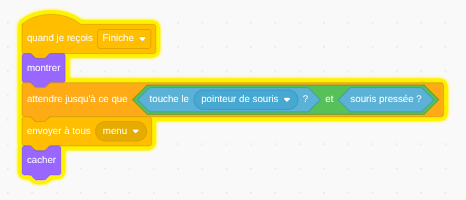 quand je reçois Finiche
montrer
attendre jusqu'à ce que touche le pointeur de souris ? et souris pressée ?
envoyer à tous menu
cacher